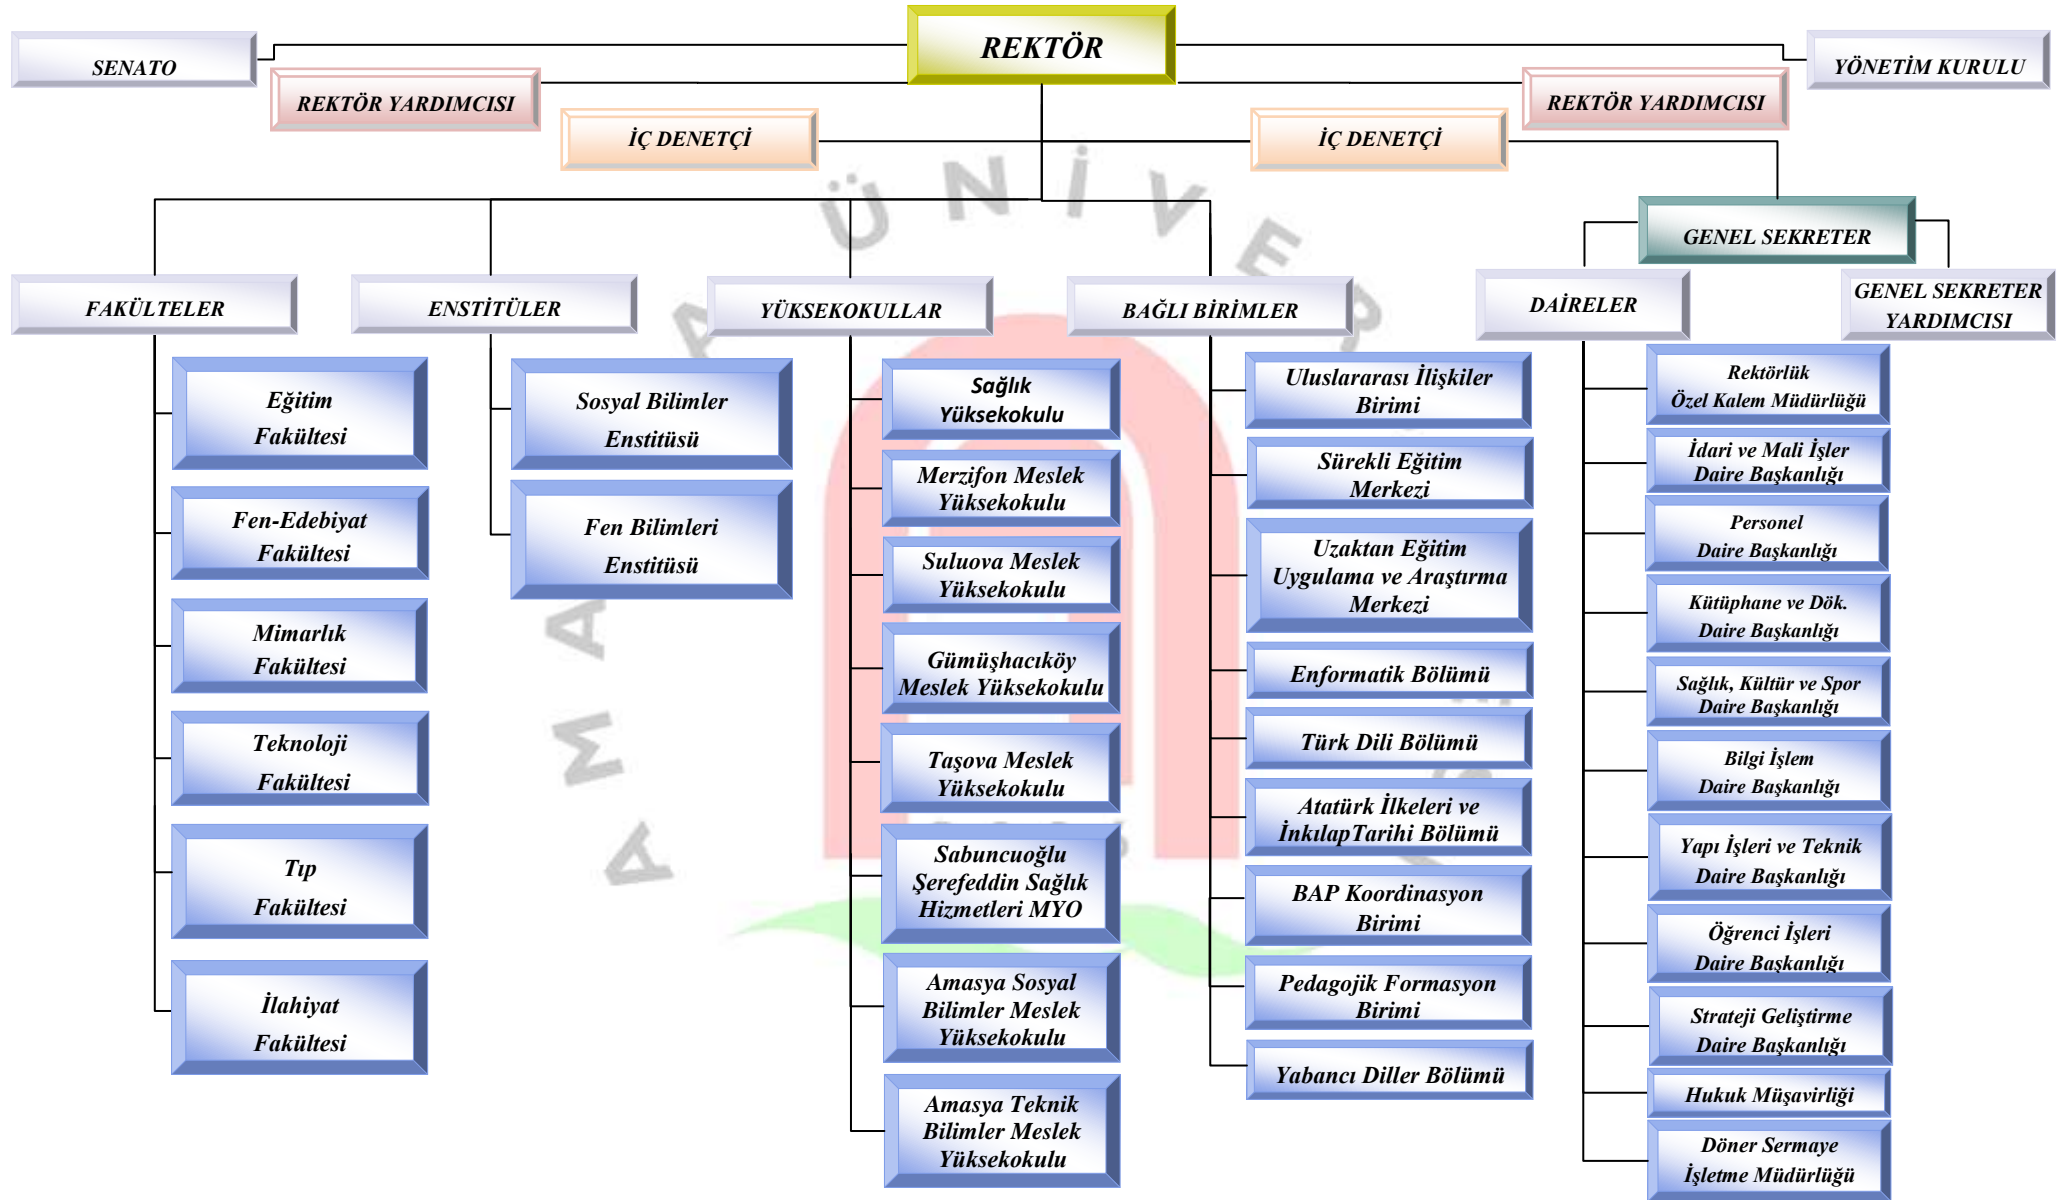 REKTÖR
SENATO
YÖNETİM KURULU
REKTÖR YARDIMCISI
REKTÖR YARDIMCISI
İÇ DENETÇİ
İÇ DENETÇİ
GENEL SEKRETER
FAKÜLTELER
ENSTİTÜLER
YÜKSEKOKULLAR
BAĞLI BİRİMLER
DAİRELER
GENEL SEKRETER
YARDIMCISI
Eğitim
Fakültesi
Fen-Edebiyat
Fakültesi
Mimarlık
Fakültesi
Teknoloji
Fakültesi
Tıp
Fakültesi
İlahiyat
Fakültesi
Sosyal Bilimler
Enstitüsü
Fen Bilimleri
Enstitüsü
Sağlık
Yüksekokulu
Merzifon Meslek
Yüksekokulu
Suluova Meslek
Yüksekokulu
Gümüşhacıköy
Meslek Yüksekokulu
Taşova Meslek
Yüksekokulu
Sabuncuoğlu
Şerefeddin Sağlık
Hizmetleri MYO
Amasya Sosyal
Bilimler Meslek
Yüksekokulu
Amasya Teknik
Bilimler Meslek
Yüksekokulu
Uluslararası İlişkiler
Birimi
Sürekli Eğitim
Merkezi
Uzaktan Eğitim
Uygulama ve Araştırma
Merkezi
Enformatik Bölümü
Türk Dili Bölümü
Atatürk İlkeleri ve
İnkılapTarihi Bölümü
BAP Koordinasyon
Birimi
Pedagojik Formasyon
Birimi
Yabancı Diller Bölümü
Rektörlük
Özel Kalem Müdürlüğü
İdari ve Mali İşler
Daire Başkanlığı
Personel
Daire Başkanlığı
Kütüphane ve Dök.
Daire Başkanlığı
Sağlık, Kültür ve Spor
Daire Başkanlığı
Bilgi İşlem
Daire Başkanlığı
Yapı İşleri ve Teknik
Daire Başkanlığı
Öğrenci İşleri
Daire Başkanlığı
Strateji Geliştirme
Daire Başkanlığı
Hukuk Müşavirliği
Döner Sermaye
İşletme Müdürlüğü